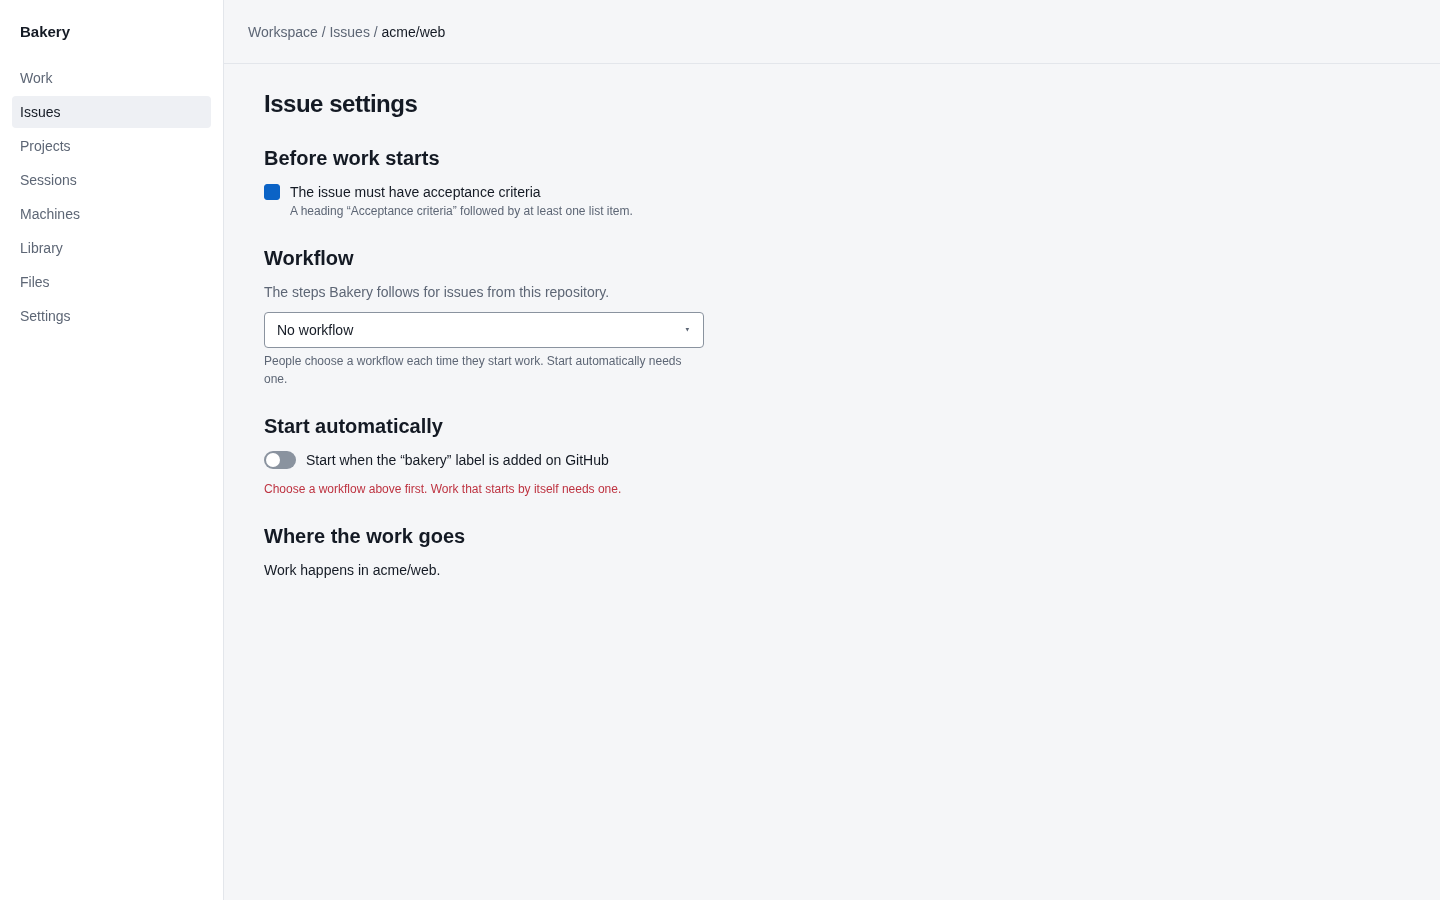 Bakery
Work
Issues
Projects
Sessions
Machines
Library
Files
Settings
Workspace / Issues / acme/web
Issue settings
Before work starts
The issue must have acceptance criteria
A heading “Acceptance criteria” followed by at least one list item.
Workflow
The steps Bakery follows for issues from this repository.
No workflow
People choose a workflow each time they start work. Start automatically needs
one.
Start automatically
Start when the “bakery” label is added on GitHub
Choose a workflow above first. Work that starts by itself needs one.
Where the work goes
Work happens in acme/web.